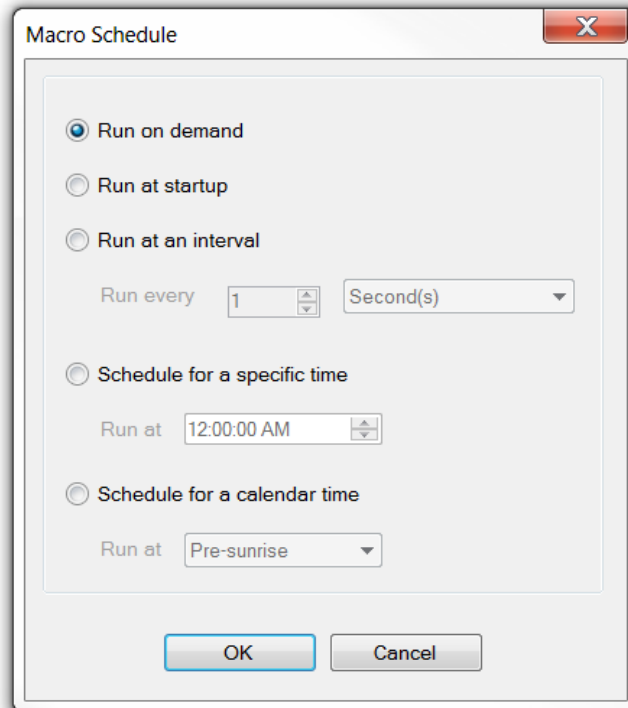 Macro Schedule
Run on demand
Run at startup
Run at an interval
Run every 1 Second(s)
Schedule for a specific time
Run at 12:00:00 AM
Schedule for a calendar time
Run at Pre-sunrise
OK Cancel